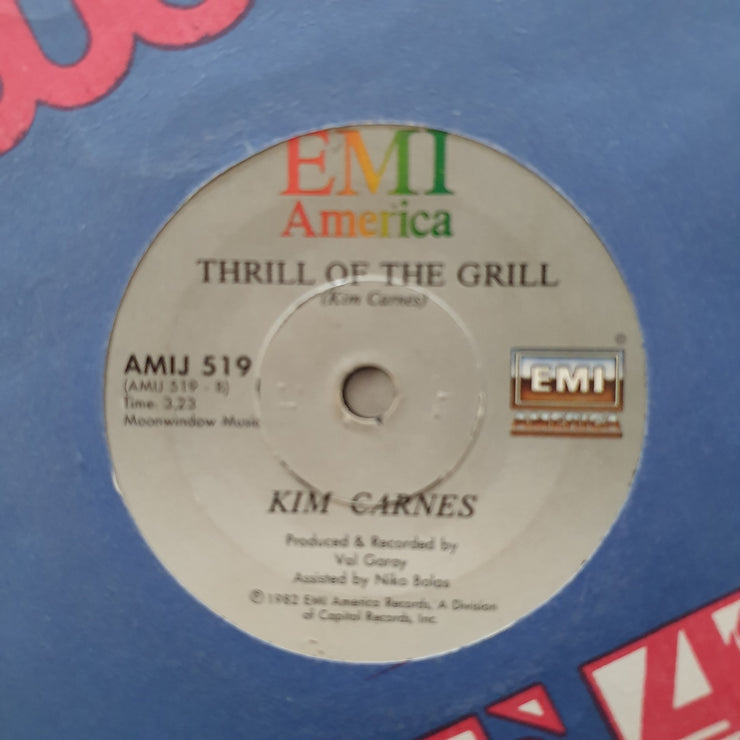 EMI
America
THRILL OF THE GRILL
(Kim Carnes)
AMIJ 519
(AMIJ 519 - B)
Time: 3,23
Moonwindow Music
EMI
KIM CARNES
Produced & Recorded by
Val Garay
Assisted by Niko Bolas
℗ 1982 EMI America Records, A Division
of Capitol Records, Inc.